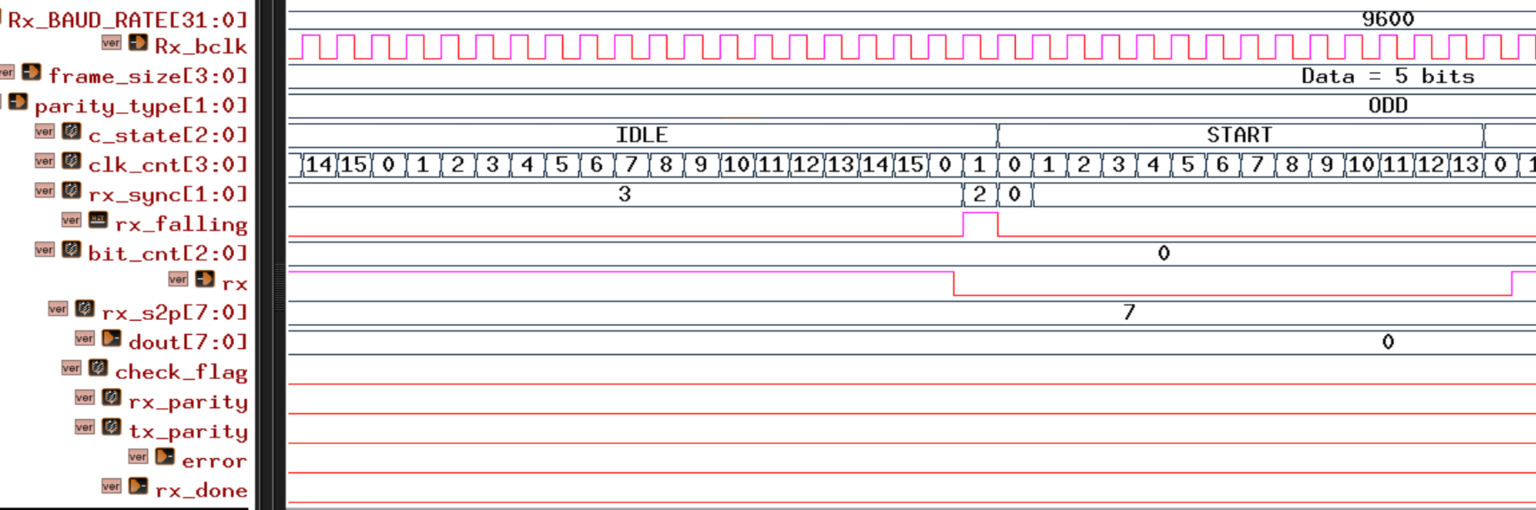 Rx_BAUD_RATE[31:0] 9600
ver Rx_bclk
ver frame_size[3:0] Data = 5 bits
parity_type[1:0] ODD
ver c_state[2:0] IDLE START
ver clk_cnt[3:0] 14 15 0 1 2 3 4 5 6 7 8 9 10 11 12 13 14 15 0 1 0 1 2 3 4 5 6 7 8 9 10 11 12 13 0 1
ver rx_sync[1:0] 3 2 0
ver rx_falling
ver bit_cnt[2:0] 0
ver rx
ver rx_s2p[7:0] 7
ver dout[7:0] 0
ver check_flag
ver rx_parity
ver tx_parity
ver error
ver rx_done